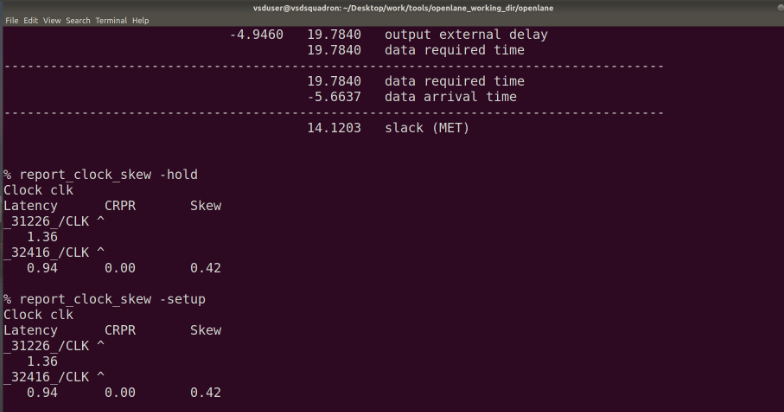 vsduser@vsdsquadron: ~/Desktop/work/tools/openlane_working_dir/openlane
File Edit View Search Terminal Help
-4.9460 19.7840 output external delay
19.7840 data required time
-------------------------------------------------------------------------------------
19.7840 data required time
-5.6637 data arrival time
-------------------------------------------------------------------------------------
14.1203 slack (MET)
% report_clock_skew -hold
Clock clk
Latency CRPR Skew
_31226_/CLK ^
1.36
_32416_/CLK ^
0.94 0.00 0.42
% report_clock_skew -setup
Clock clk
Latency CRPR Skew
_31226_/CLK ^
1.36
_32416_/CLK ^
0.94 0.00 0.42